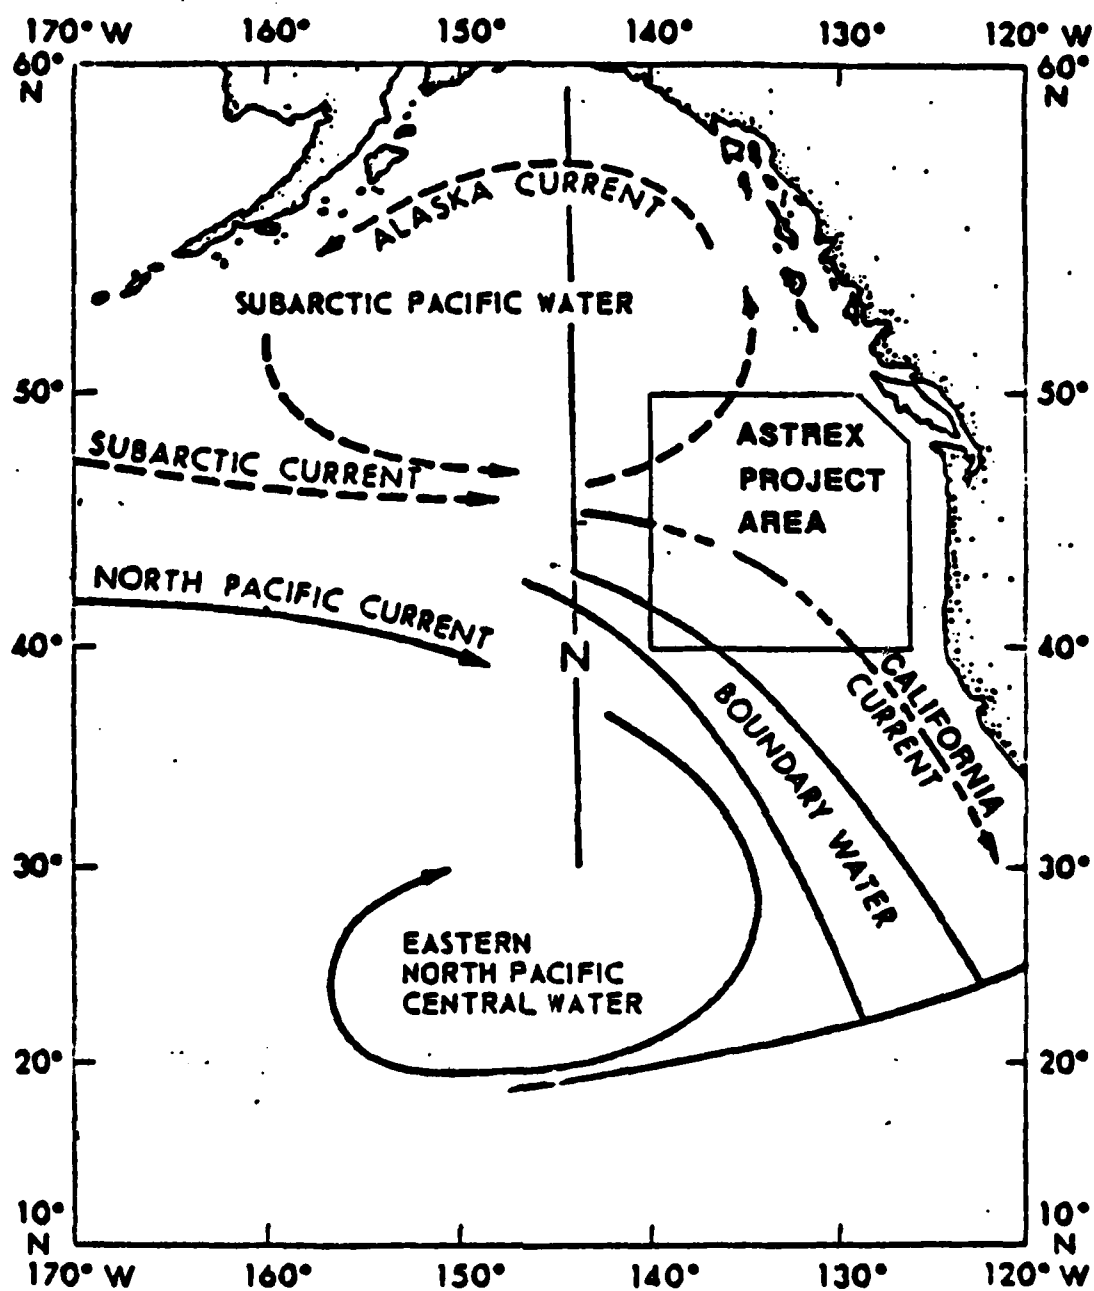 170° W 160° 150° 140° 130° 120° W
60° N
60° N
ALASKA CURRENT
SUBARCTIC PACIFIC WATER
50°
50°
ASTREX
PROJECT
AREA
SUBARCTIC CURRENT
NORTH PACIFIC CURRENT
40°
N
40°
CALIFORNIA
CURRENT
BOUNDARY WATER
30°
30°
EASTERN
NORTH PACIFIC
CENTRAL WATER
20°
20°
10°
N
10°
N
170° W 160° 150° 140° 130° 120° W